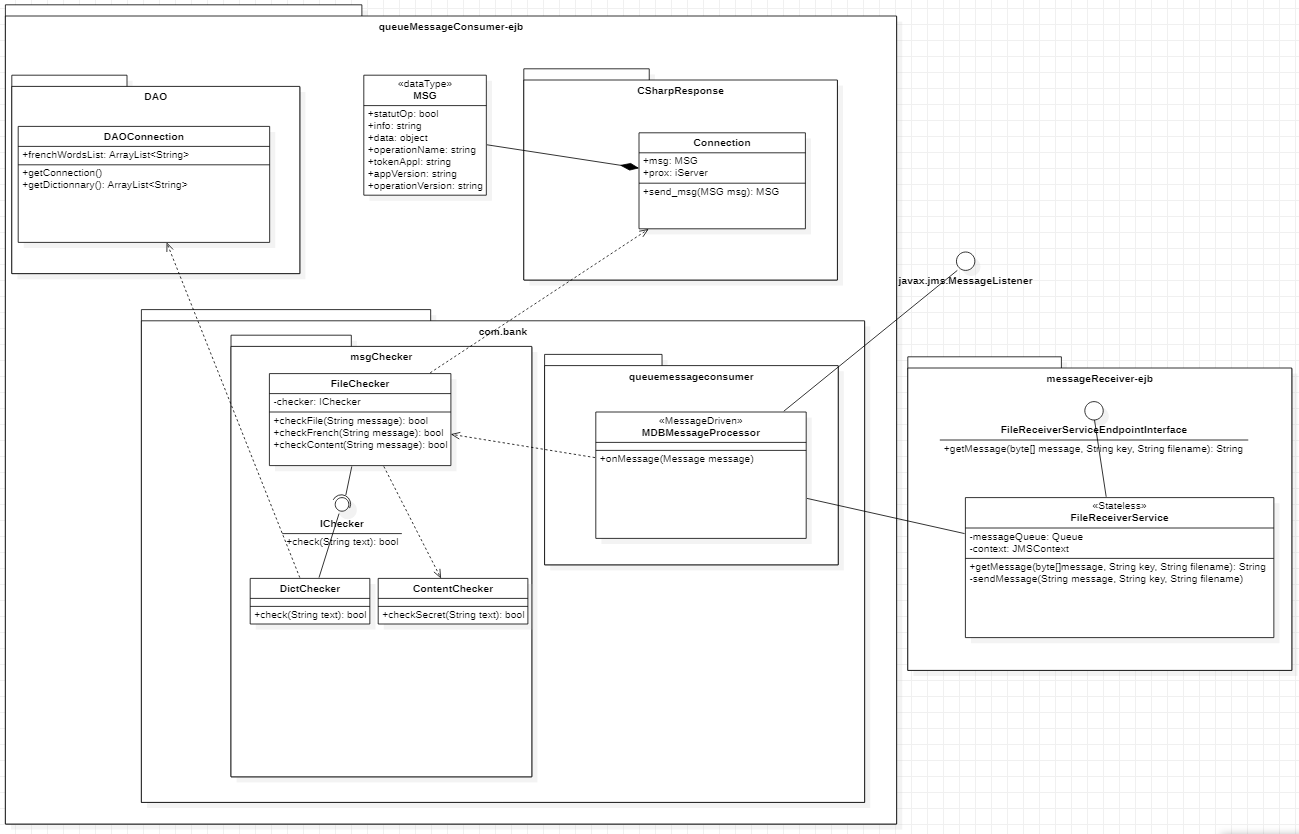 queueMessageConsumer-ejb
DAO
DAOConnection
+frenchWordsList: ArrayList<String>
+getConnection()
+getDictionnary(): ArrayList<String>
«dataType»
MSG
+statutOp: bool
+info: string
+data: object
+operationName: string
+tokenAppl: string
+appVersion: string
+operationVersion: string
CSharpResponse
Connection
+msg: MSG
+prox: iServer
+send_msg(MSG msg): MSG
javax.jms.MessageListener
com.bank
msgChecker
FileChecker
-checker: IChecker
+checkFile(String message): bool
+checkFrench(String message): bool
+checkContent(String message): bool
IChecker
+check(String text): bool
DictChecker
+check(String text): bool
ContentChecker
+checkSecret(String text): bool
queuemessageconsumer
«MessageDriven»
MDBMessageProcessor
+onMessage(Message message)
messageReceiver-ejb
FileReceiverServiceEndpointInterface
+getMessage(byte[] message, String key, String filename): String
«Stateless»
FileReceiverService
-messageQueue: Queue
-context: JMSContext
+getMessage(byte[]message, String key, String filename): String
-sendMessage(String message, String key, String filename)